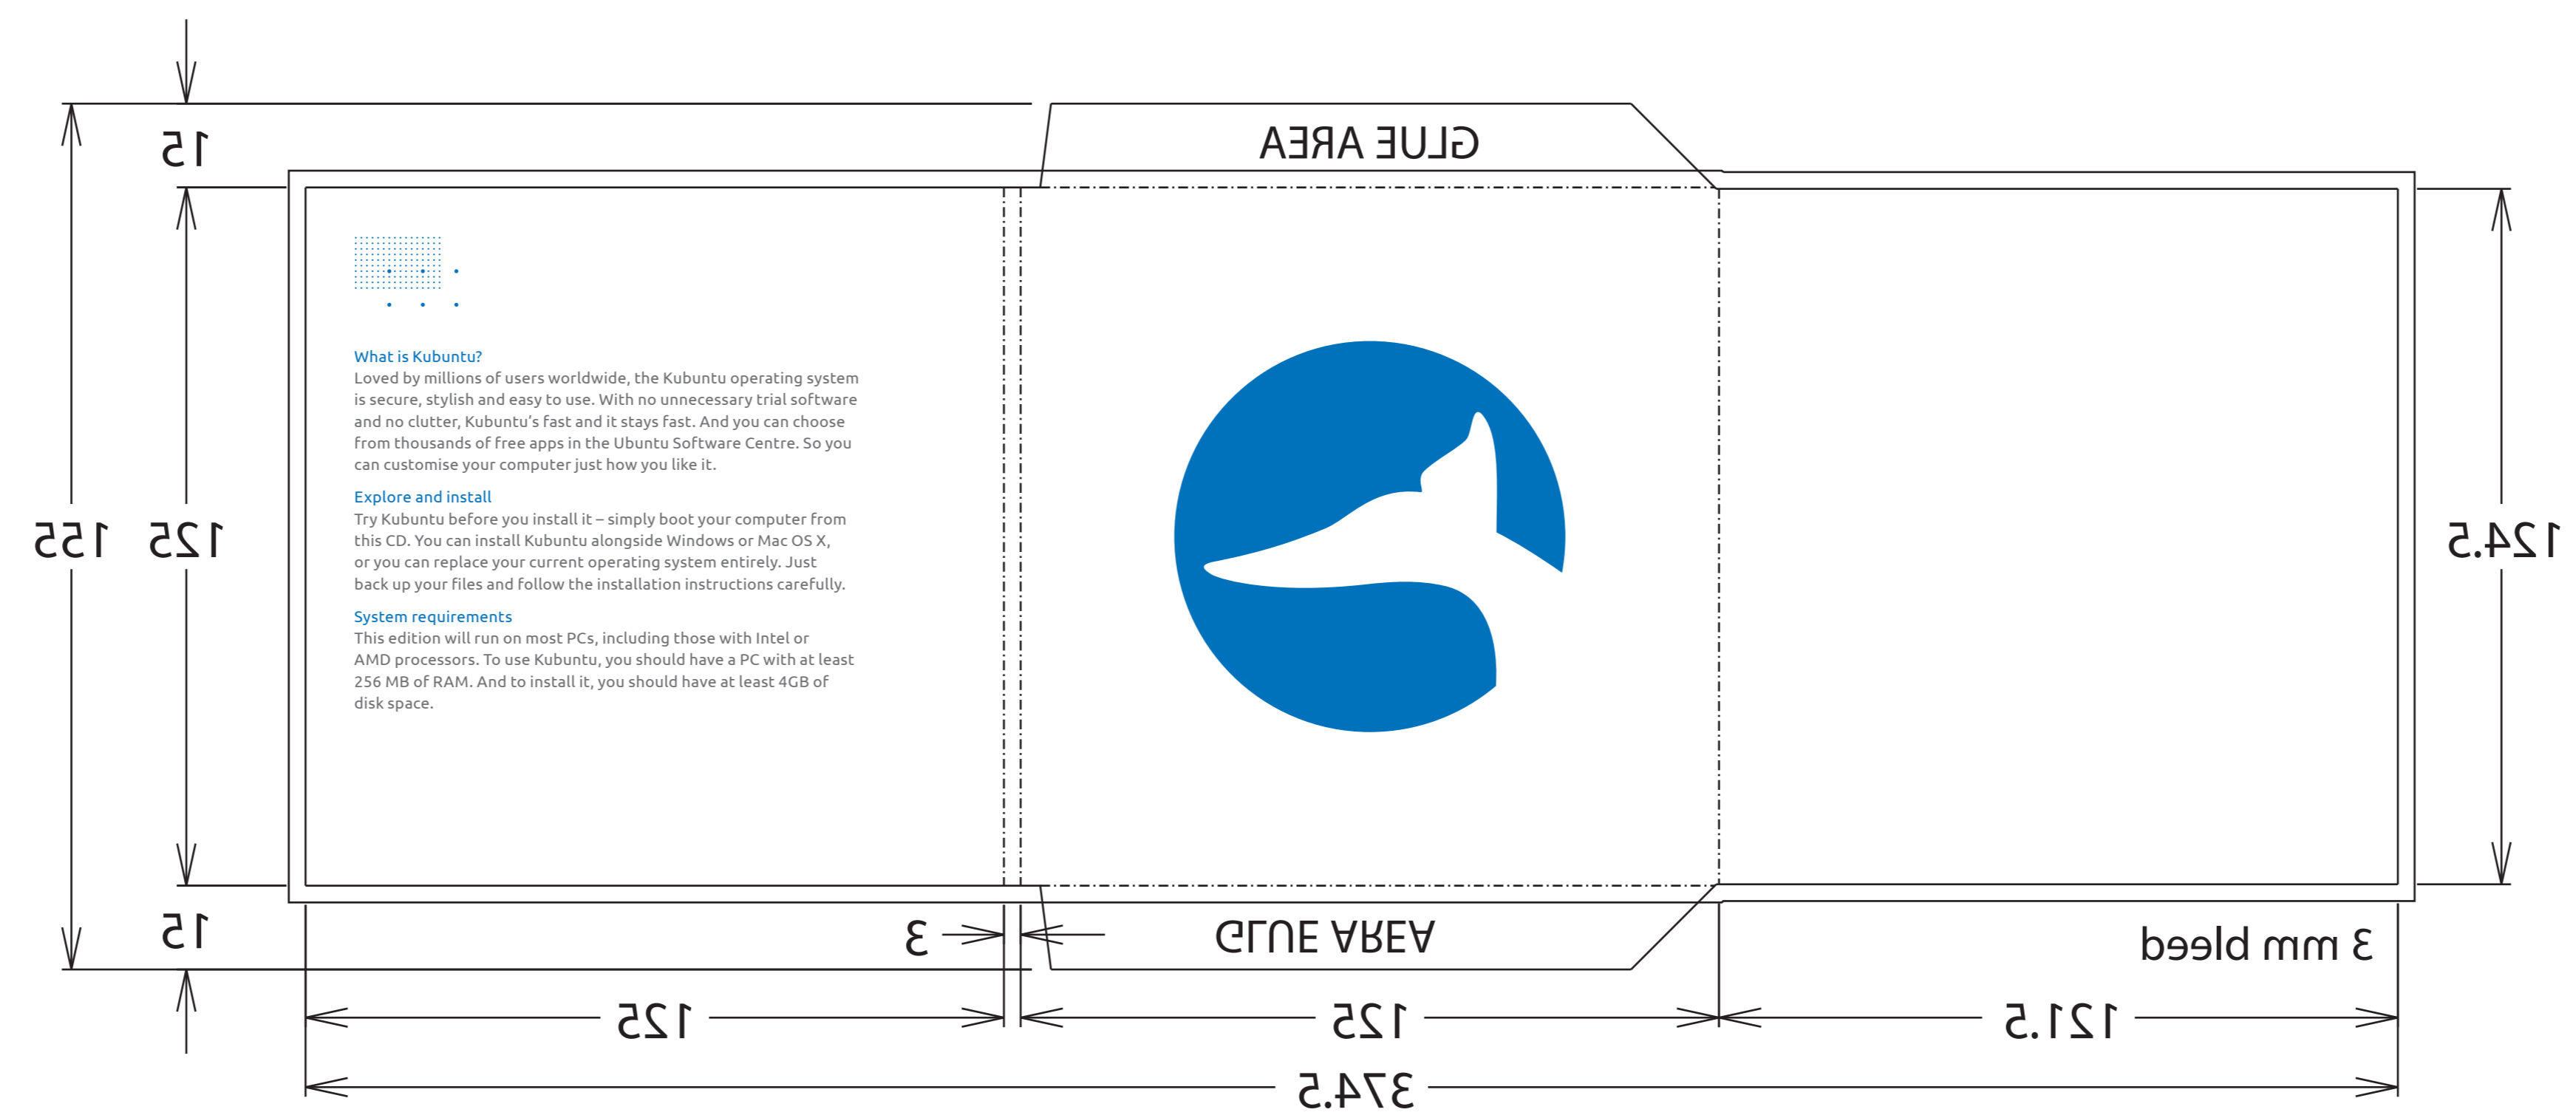 15
GLUE AREA
What is Kubuntu?
Loved by millions of users worldwide, the Kubuntu operating system
is secure, stylish and easy to use. With no unnecessary trial software
and no clutter, Kubuntu’s fast and it stays fast. And you can choose
from thousands of free apps in the Ubuntu Software Centre. So you
can customise your computer just how you like it.
Explore and install
Try Kubuntu before you install it – simply boot your computer from
this CD. You can install Kubuntu alongside Windows or Mac OS X,
or you can replace your current operating system entirely. Just
back up your files and follow the installation instructions carefully.
System requirements
This edition will run on most PCs, including those with Intel or
AMD processors. To use Kubuntu, you should have a PC with at least
256 MB of RAM. And to install it, you should have at least 4GB of
disk space.
155
125
124.5
15
3
GLUE AREA
3 mm bleed
125
125
121.5
374.5